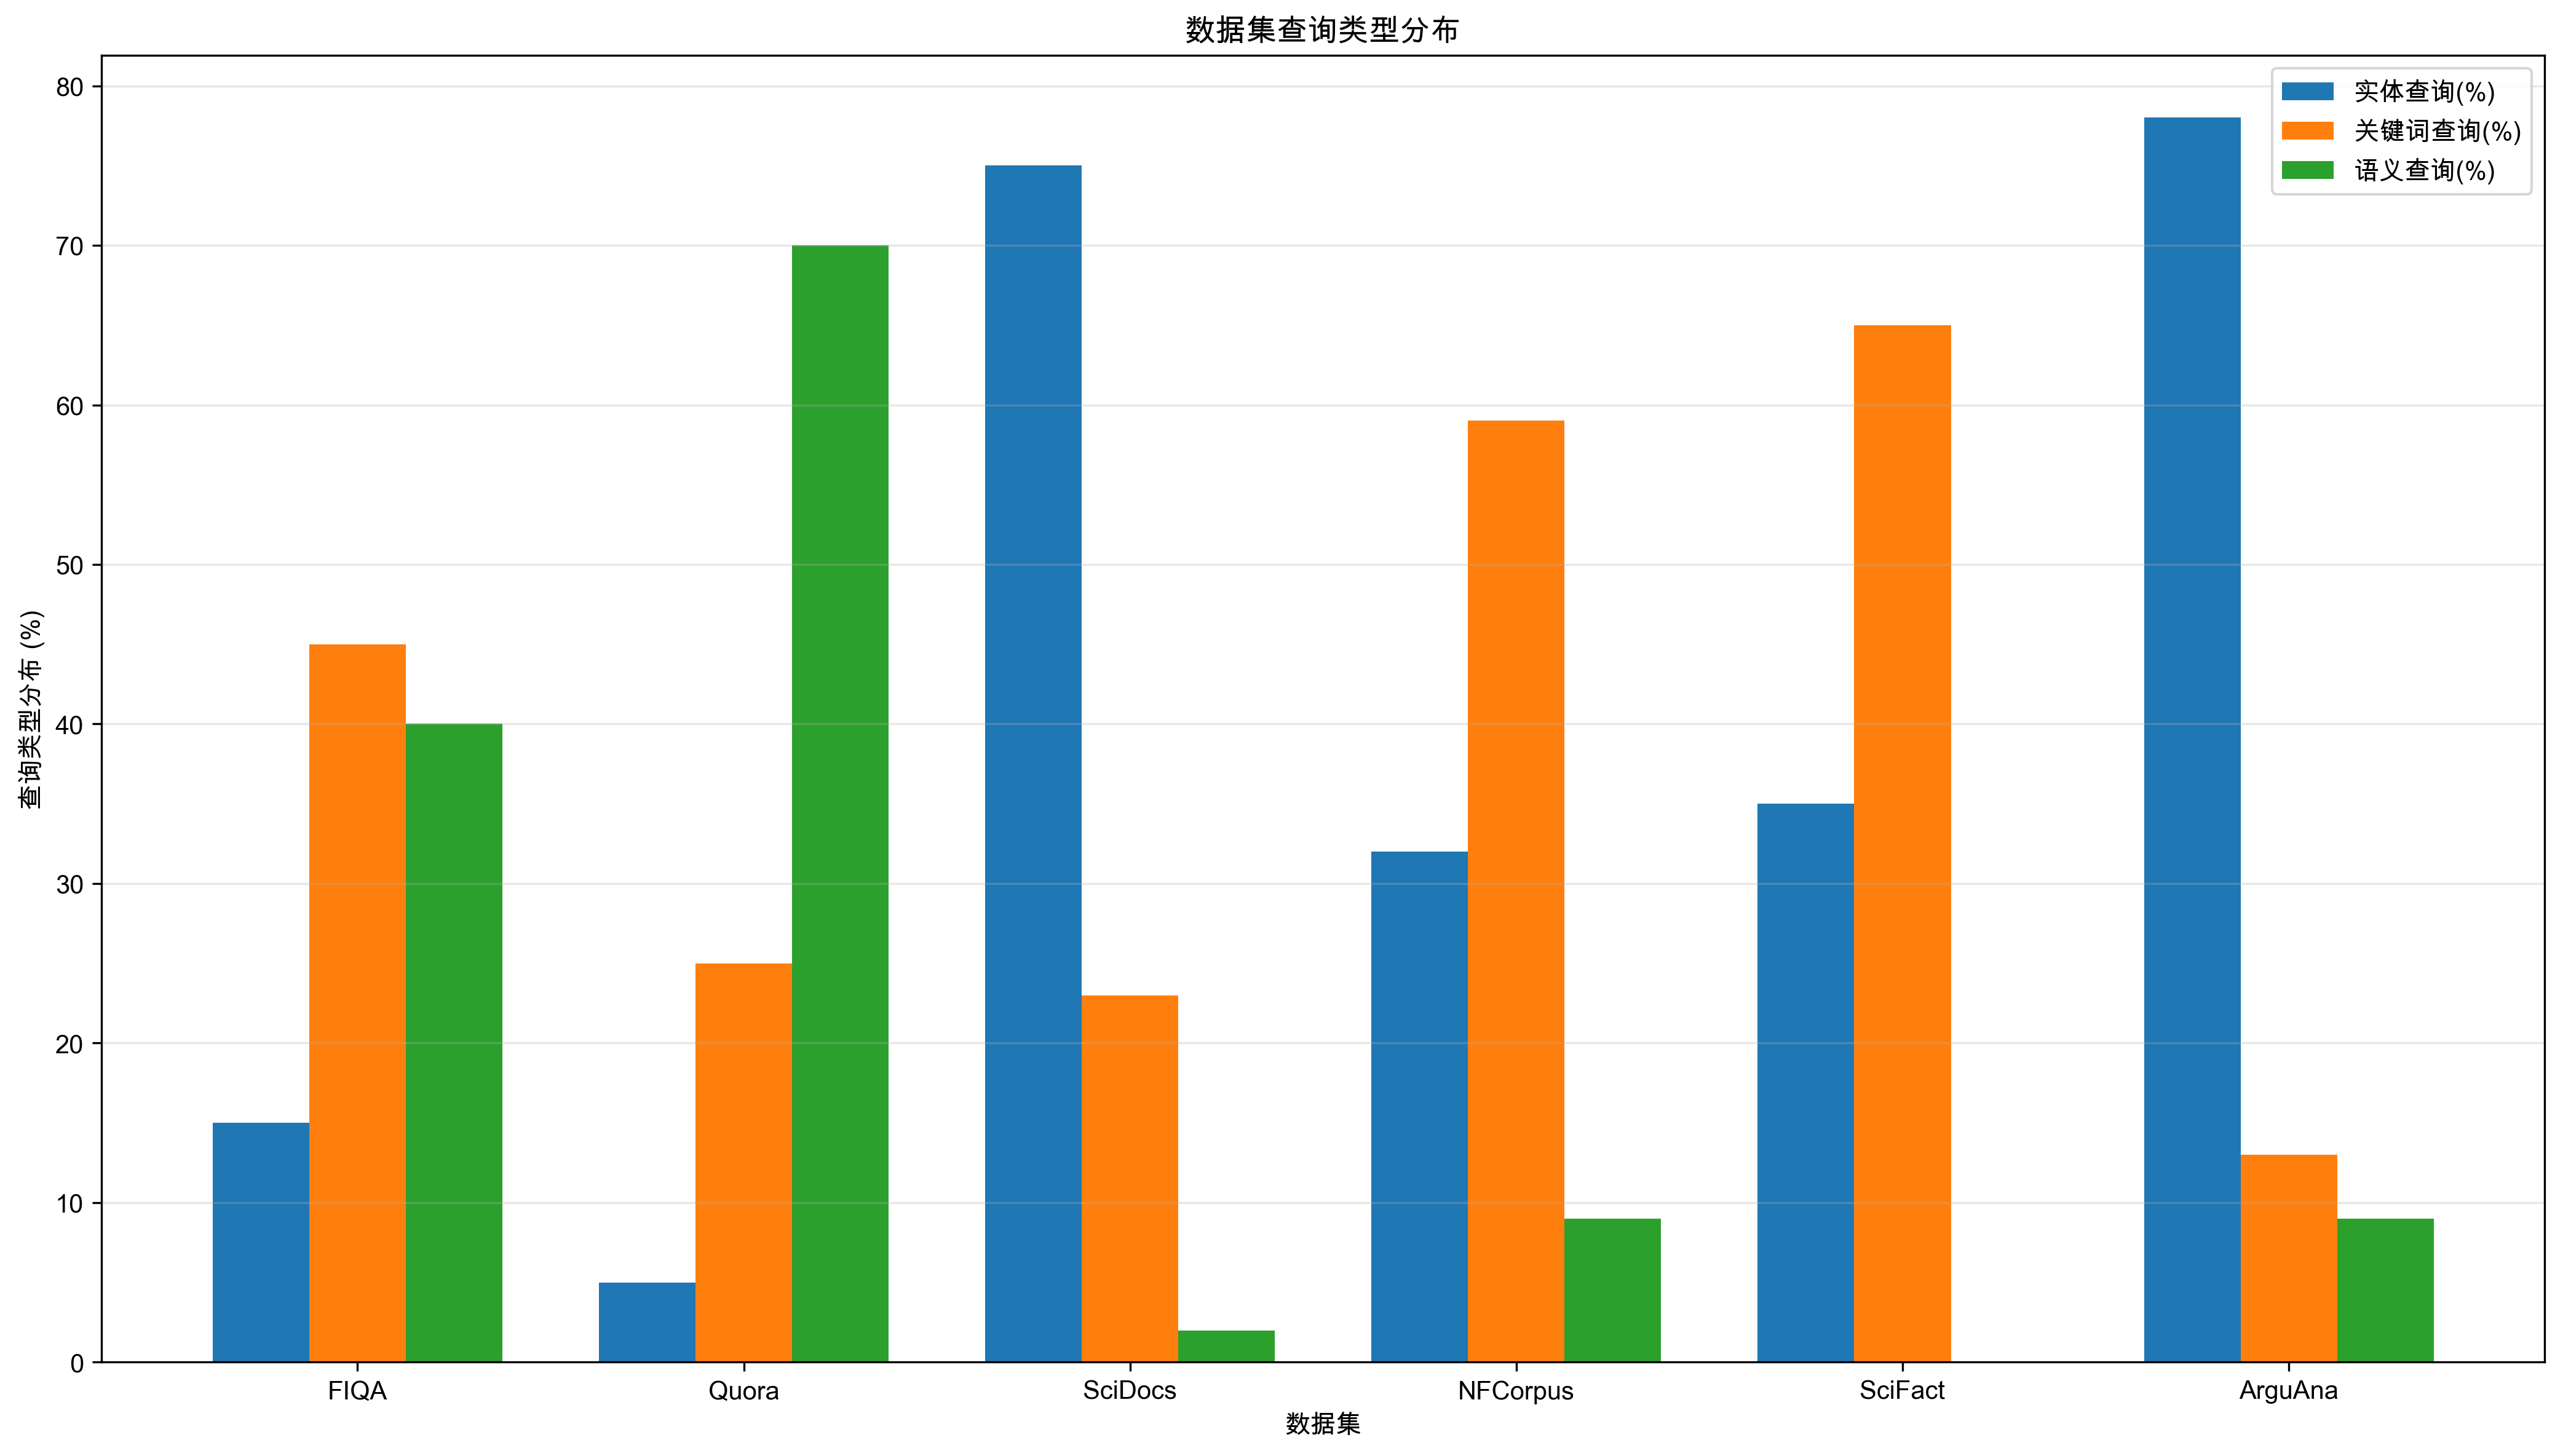 数据集查询类型分布
实体查询(%)
关键词查询(%)
语义查询(%)
查询类型分布 (%)
80
70
60
50
40
30
20
10
0
FIQA
Quora
SciDocs
NFCorpus
SciFact
ArguAna
数据集